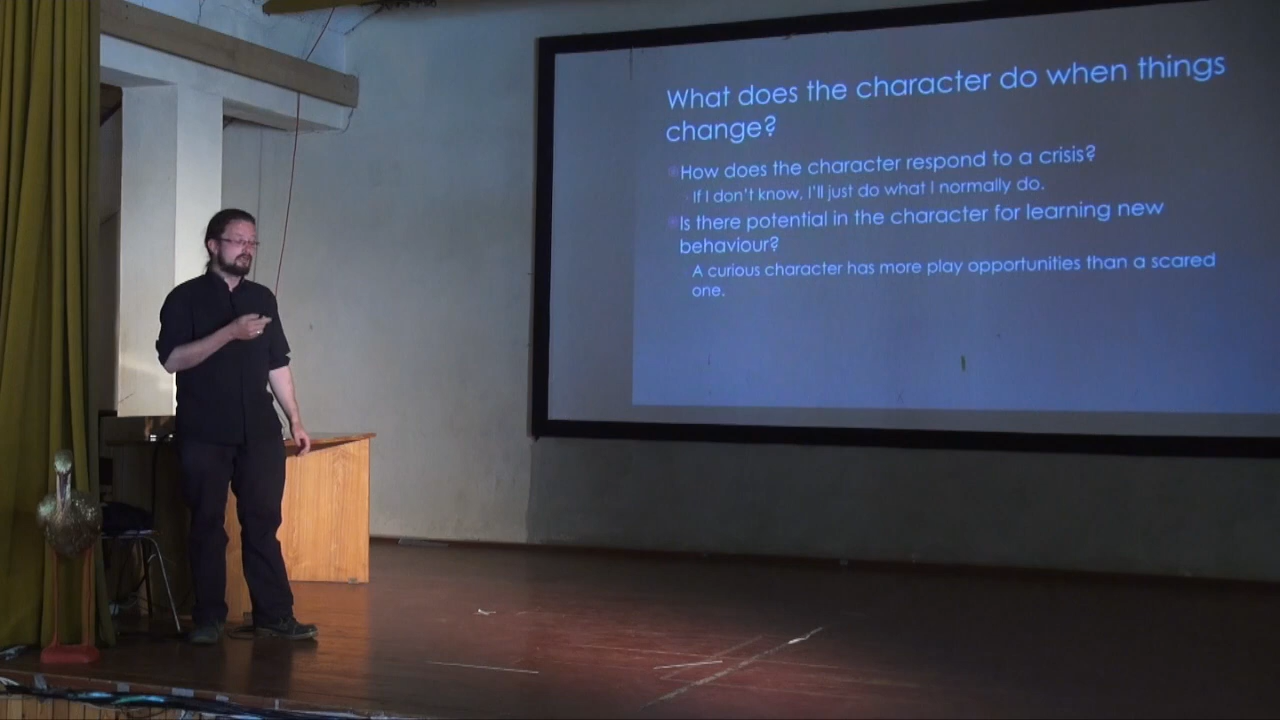 What does the character do when things
change?
How does the character respond to a crisis?
If I don't know, I'll just do what I normally do.
Is there potential in the character for learning new
behaviour?
A curious character has more play opportunities than a scared
one.